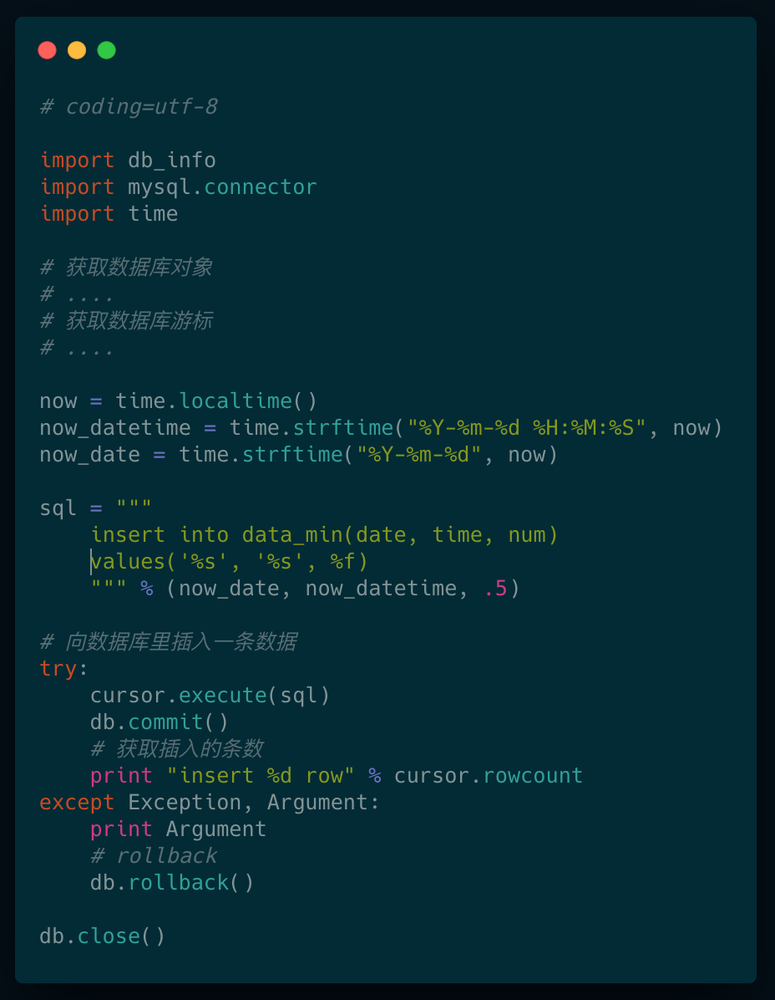 # coding=utf-8

import db_info
import mysql.connector
import time

# 获取数据库对象
# ....
# 获取数据库游标
# ....

now = time.localtime()
now_datetime = time.strftime("%Y-%m-%d %H:%M:%S", now)
now_date = time.strftime("%Y-%m-%d", now)

sql = """
    insert into data_min(date, time, num)
    values('%s', '%s', %f)
    """ % (now_date, now_datetime, .5)

# 向数据库里插入一条数据
try:
    cursor.execute(sql)
    db.commit()
    # 获取插入的条数
    print "insert %d row" % cursor.rowcount
except Exception, Argument:
    print Argument
    # rollback
    db.rollback()

db.close()